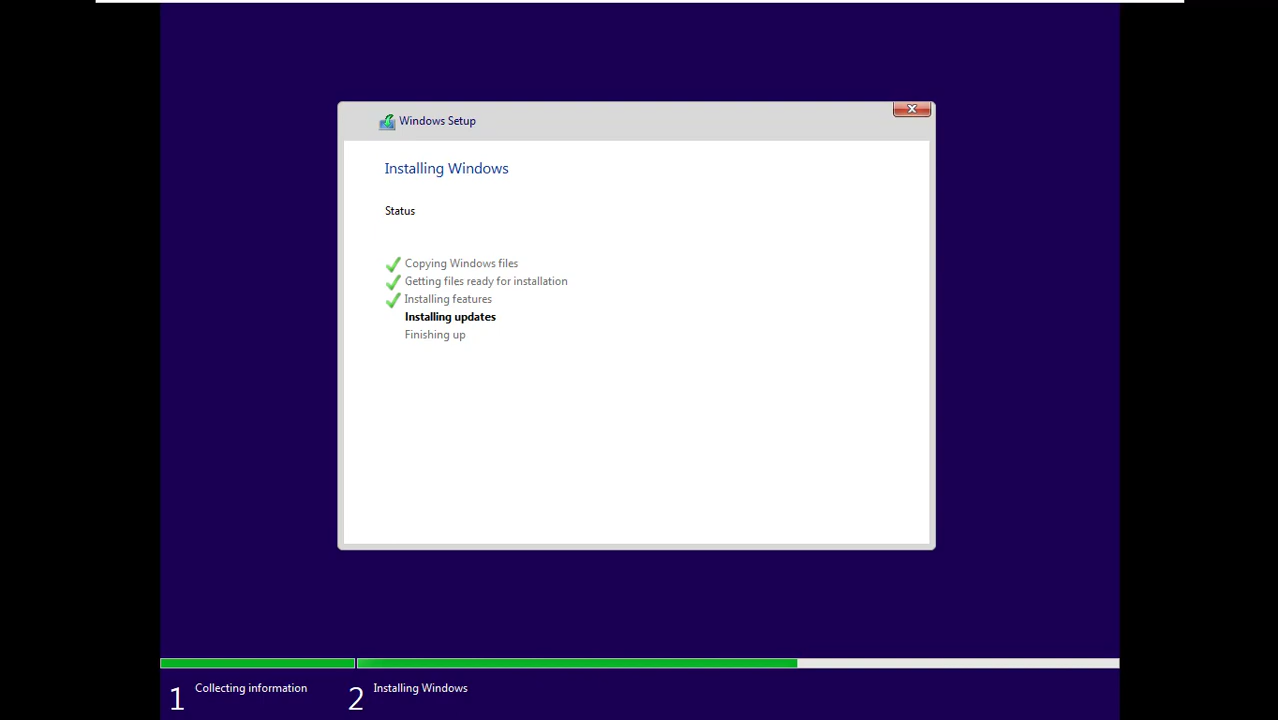 Windows Setup
Installing Windows
Status
Copying Windows files
Getting files ready for installation
Installing features
Installing updates
Finishing up
1 Collecting information
2 Installing Windows